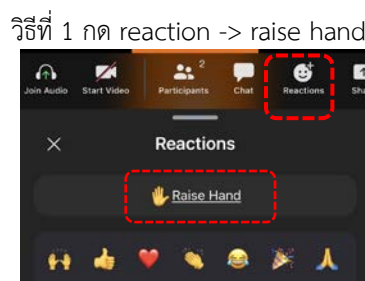 วิธีที่ 1 กด reaction -> raise hand
2
Join Audio Start Video Participants Chat Reactions Sha
Reactions
Raise Hand